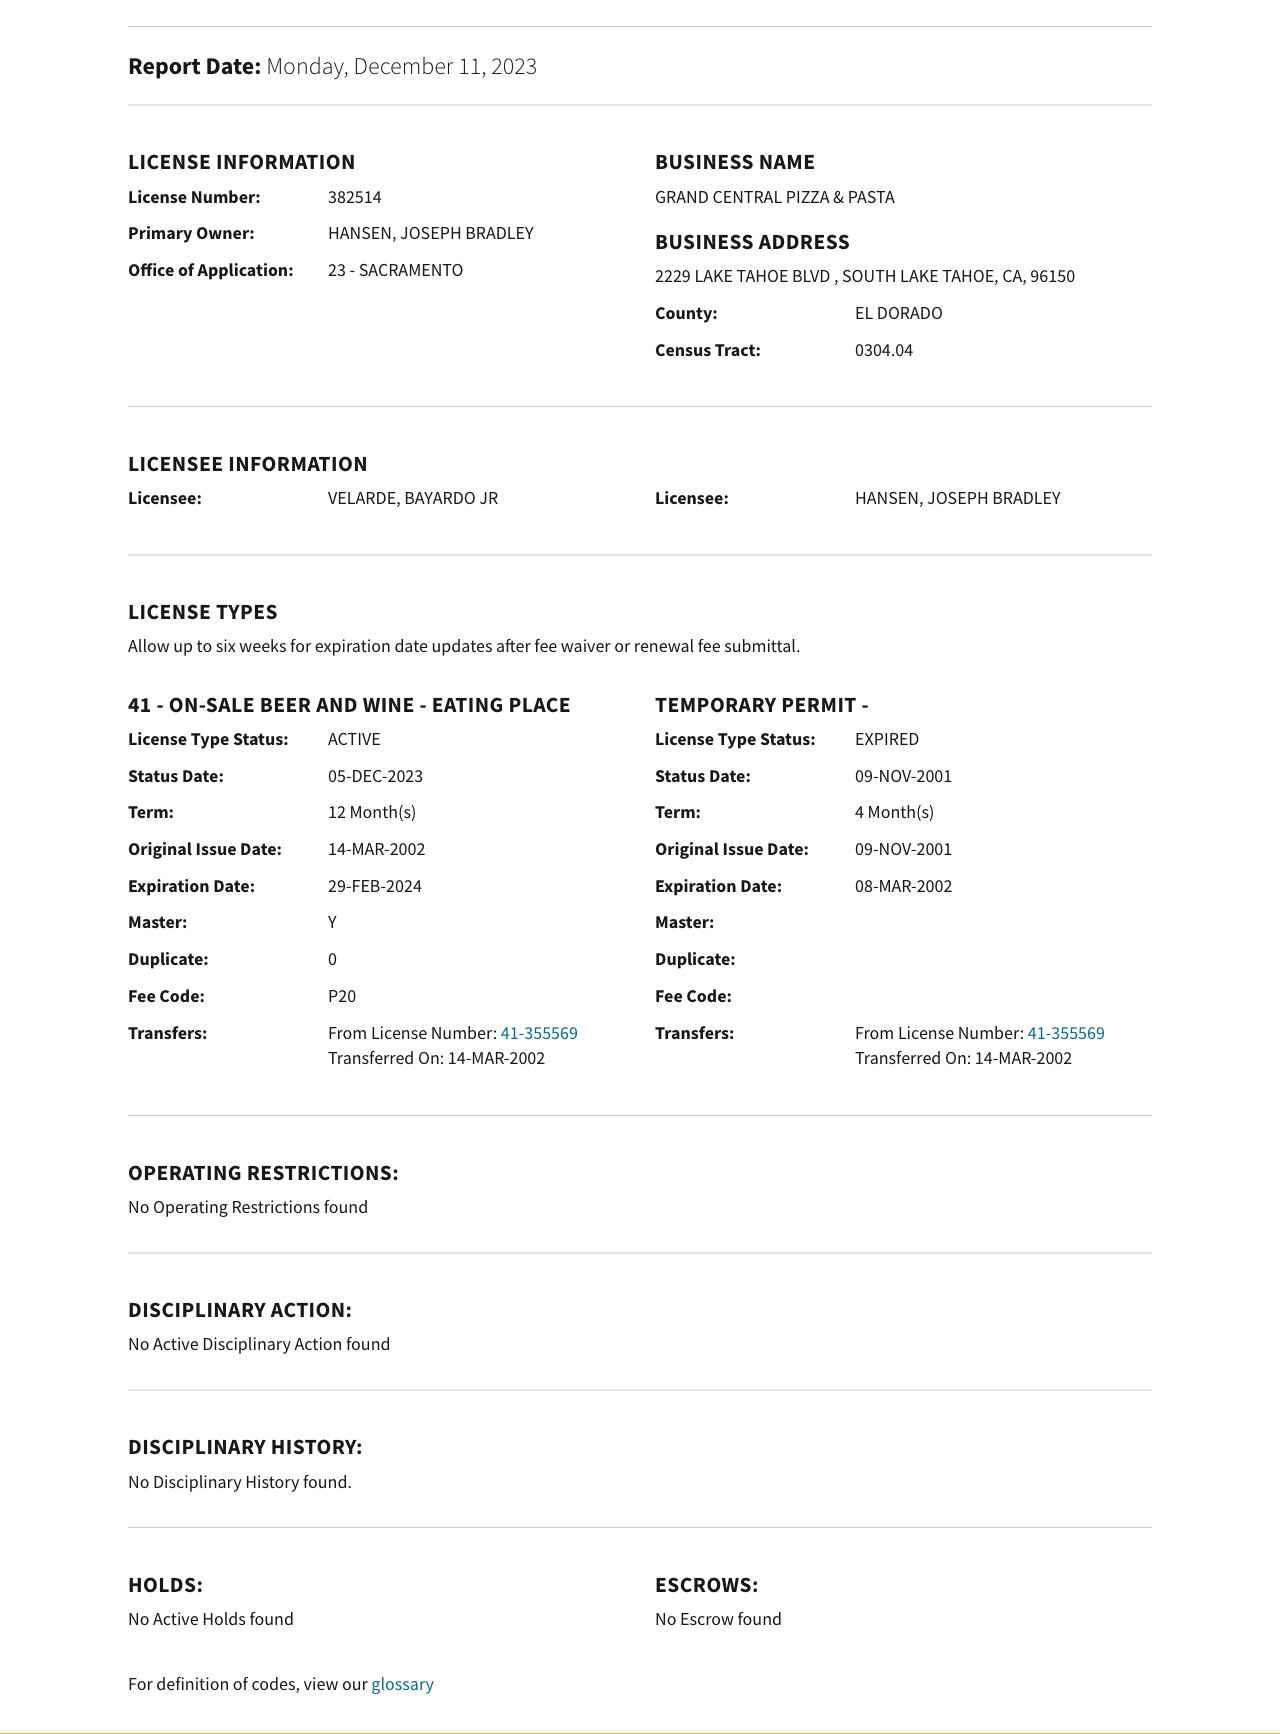 Report Date: Monday, December 11, 2023
LICENSE INFORMATION
License Number: 382514
Primary Owner: HANSEN, JOSEPH BRADLEY
Office of Application: 23 - SACRAMENTO
BUSINESS NAME
GRAND CENTRAL PIZZA & PASTA
BUSINESS ADDRESS
2229 LAKE TAHOE BLVD , SOUTH LAKE TAHOE, CA, 96150
County: EL DORADO
Census Tract: 0304.04
LICENSEE INFORMATION
Licensee: VELARDE, BAYARDO JR
Licensee: HANSEN, JOSEPH BRADLEY
LICENSE TYPES
Allow up to six weeks for expiration date updates after fee waiver or renewal fee submittal.
41 - ON-SALE BEER AND WINE - EATING PLACE
License Type Status: ACTIVE
Status Date: 05-DEC-2023
Term: 12 Month(s)
Original Issue Date: 14-MAR-2002
Expiration Date: 29-FEB-2024
Master: Y
Duplicate: 0
Fee Code: P20
Transfers: From License Number: 41-355569
Transferred On: 14-MAR-2002
TEMPORARY PERMIT -
License Type Status: EXPIRED
Status Date: 09-NOV-2001
Term: 4 Month(s)
Original Issue Date: 09-NOV-2001
Expiration Date: 08-MAR-2002
Master:
Duplicate:
Fee Code:
Transfers: From License Number: 41-355569
Transferred On: 14-MAR-2002
OPERATING RESTRICTIONS:
No Operating Restrictions found
DISCIPLINARY ACTION:
No Active Disciplinary Action found
DISCIPLINARY HISTORY:
No Disciplinary History found.
HOLDS:
No Active Holds found
ESCROWS:
No Escrow found
For definition of codes, view our glossary